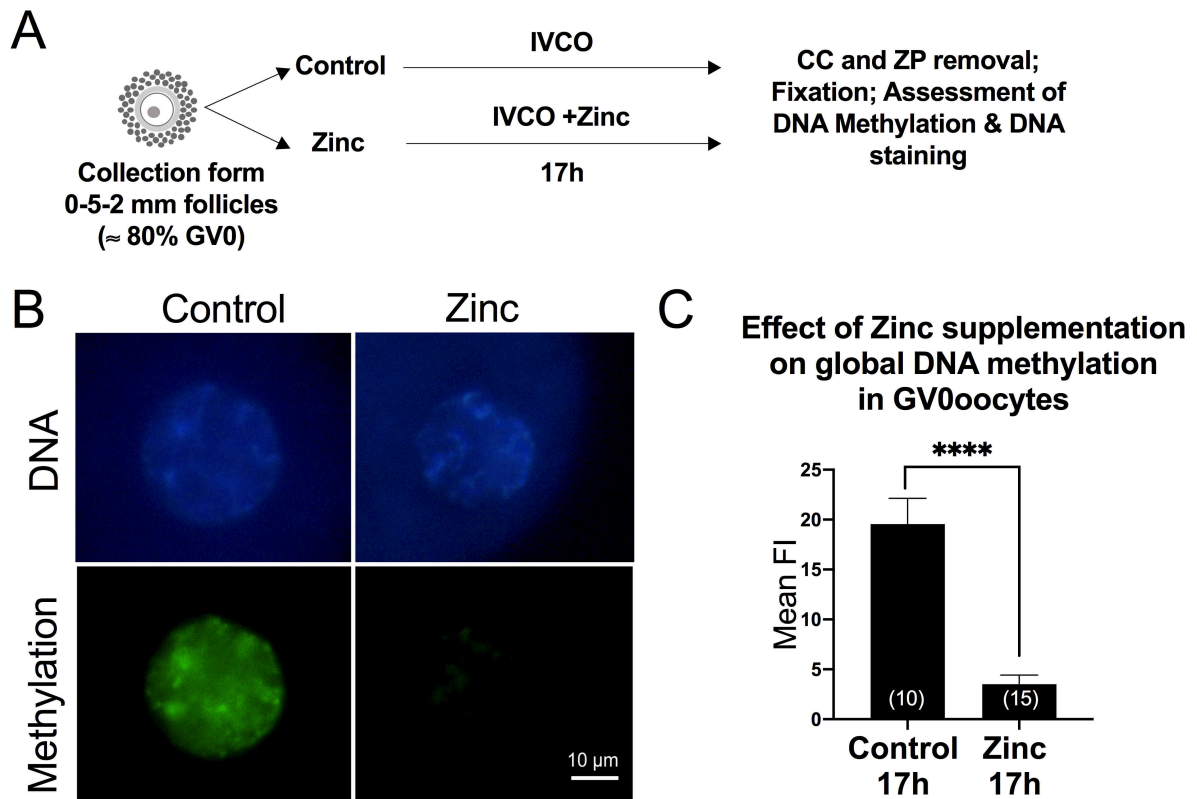 A
Control
Zinc
IVCO
IVCO +Zinc
17h
Collection form
0-5-2 mm follicles
(≈ 80% GV0)
CC and ZP removal;
Fixation; Assessment of
DNA Methylation & DNA
staining
B
Control
Zinc
DNA
Methylation
10 µm
C
Effect of Zinc supplementation
on global DNA methylation
in GV0oocytes
****
Mean FI
25
20
15
10
5
0
(10)
(15)
Control
17h
Zinc
17h